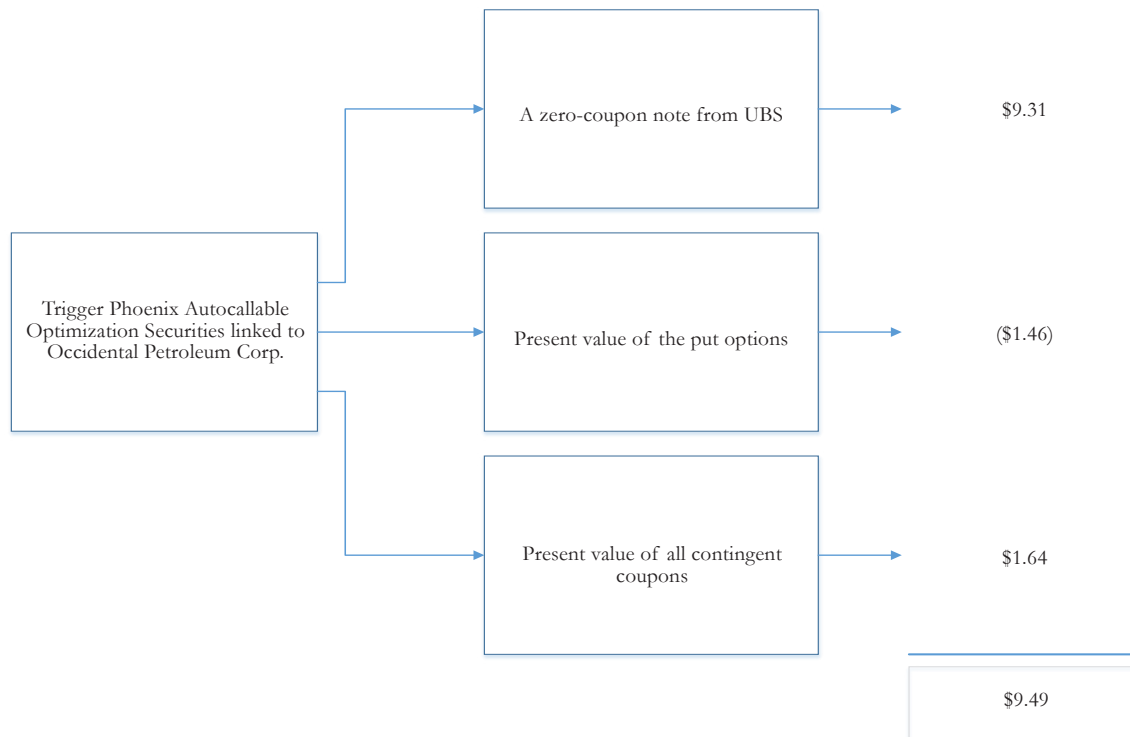 A zero-coupon note from UBS
$9.31
Trigger Phoenix Autocallable
Optimization Securities linked to
Occidental Petroleum Corp.
Present value of the put options
($1.46)
Present value of all contingent
coupons
$1.64
$9.49